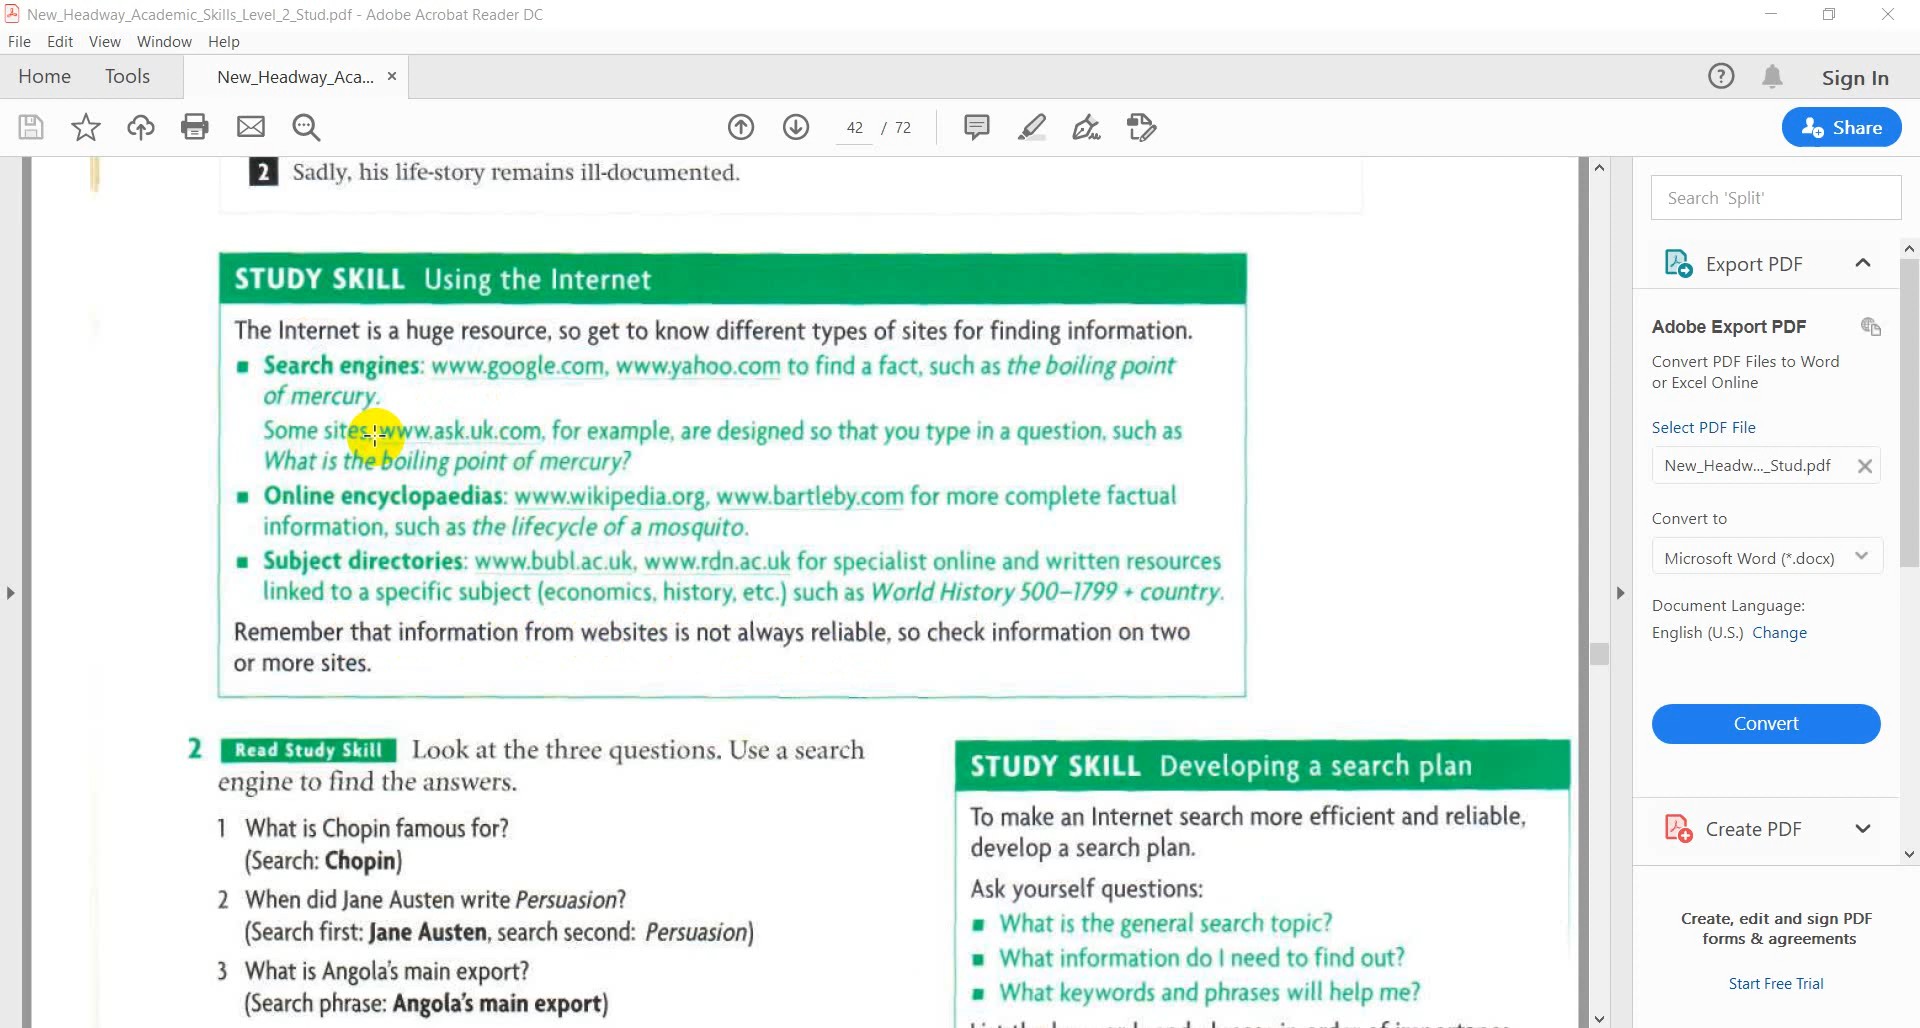 New_Headway_Academic_Skills_Level_2_Stud.pdf - Adobe Acrobat Reader DC
File Edit View Window Help
Home Tools New_Headway_Aca... × Sign In
42 / 72 Share
2 Sadly, his life-story remains ill-documented.
STUDY SKILL Using the Internet
The Internet is a huge resource, so get to know different types of sites for finding information.
■ Search engines: www.google.com, www.yahoo.com to find a fact, such as the boiling point
of mercury.
Some sites, www.ask.uk.com, for example, are designed so that you type in a question, such as
What is the boiling point of mercury?
■ Online encyclopaedias: www.wikipedia.org, www.bartleby.com for more complete factual
information, such as the lifecycle of a mosquito.
■ Subject directories: www.bubl.ac.uk, www.rdn.ac.uk for specialist online and written resources
linked to a specific subject (economics, history, etc.) such as World History 500–1799 + country.
Remember that information from websites is not always reliable, so check information on two
or more sites.
2 Read Study Skill Look at the three questions. Use a search
engine to find the answers.
1 What is Chopin famous for?
(Search: Chopin)
2 When did Jane Austen write Persuasion?
(Search first: Jane Austen, search second: Persuasion)
3 What is Angola's main export?
(Search phrase: Angola's main export)
STUDY SKILL Developing a search plan
To make an Internet search more efficient and reliable,
develop a search plan.
Ask yourself questions:
■ What is the general search topic?
■ What information do I need to find out?
■ What keywords and phrases will help me?
Search 'Split'
Export PDF
Adobe Export PDF
Convert PDF Files to Word
or Excel Online
Select PDF File
New_Headw..._Stud.pdf
Convert to
Microsoft Word (*.docx)
Document Language:
English (U.S.) Change
Convert
Create PDF
Create, edit and sign PDF
forms & agreements
Start Free Trial